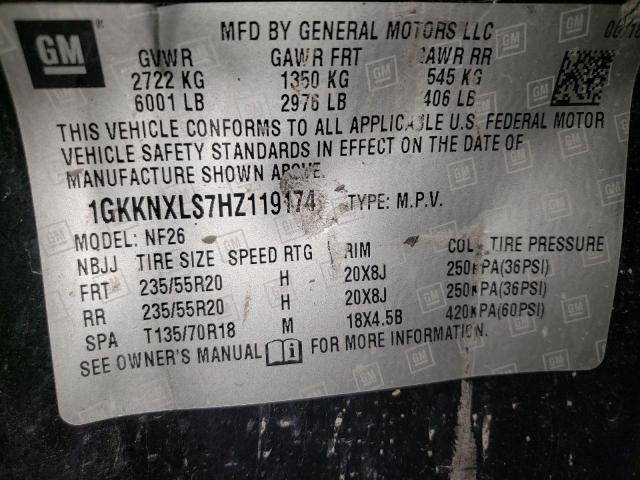 GM
MFD BY GENERAL MOTORS LLC
GVWR GAWR FRT GAWR RR
2722 KG 1350 KG 545 KG
6001 LB 2976 LB 406 LB
THIS VEHICLE CONFORMS TO ALL APPLICABLE U.S. FEDERAL MOTOR
VEHICLE SAFETY STANDARDS IN EFFECT ON THE DATE OF
MANUFACTURE SHOWN ABOVE.
1GKKNXLS7HZ119174 TYPE: M.P.V.
MODEL: NF26
NBJJ TIRE SIZE SPEED RTG RIM COLD TIRE PRESSURE
FRT 235/55R20 H 20X8J 250KPA(36PSI)
RR 235/55R20 H 20X8J 250KPA(36PSI)
SPA T135/70R18 M 18X4.5B 420KPA(60PSI)
SEE OWNER'S MANUAL i FOR MORE INFORMATION.